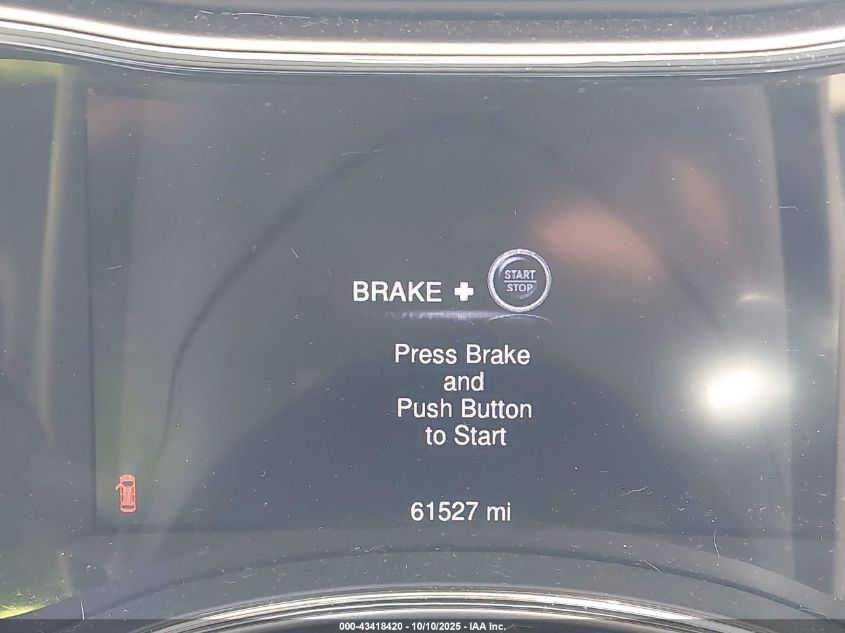 BRAKE + START
STOP
Press Brake
and
Push Button
to Start
61527 mi
000-43418420 - 10/10/2025 - IAA Inc.